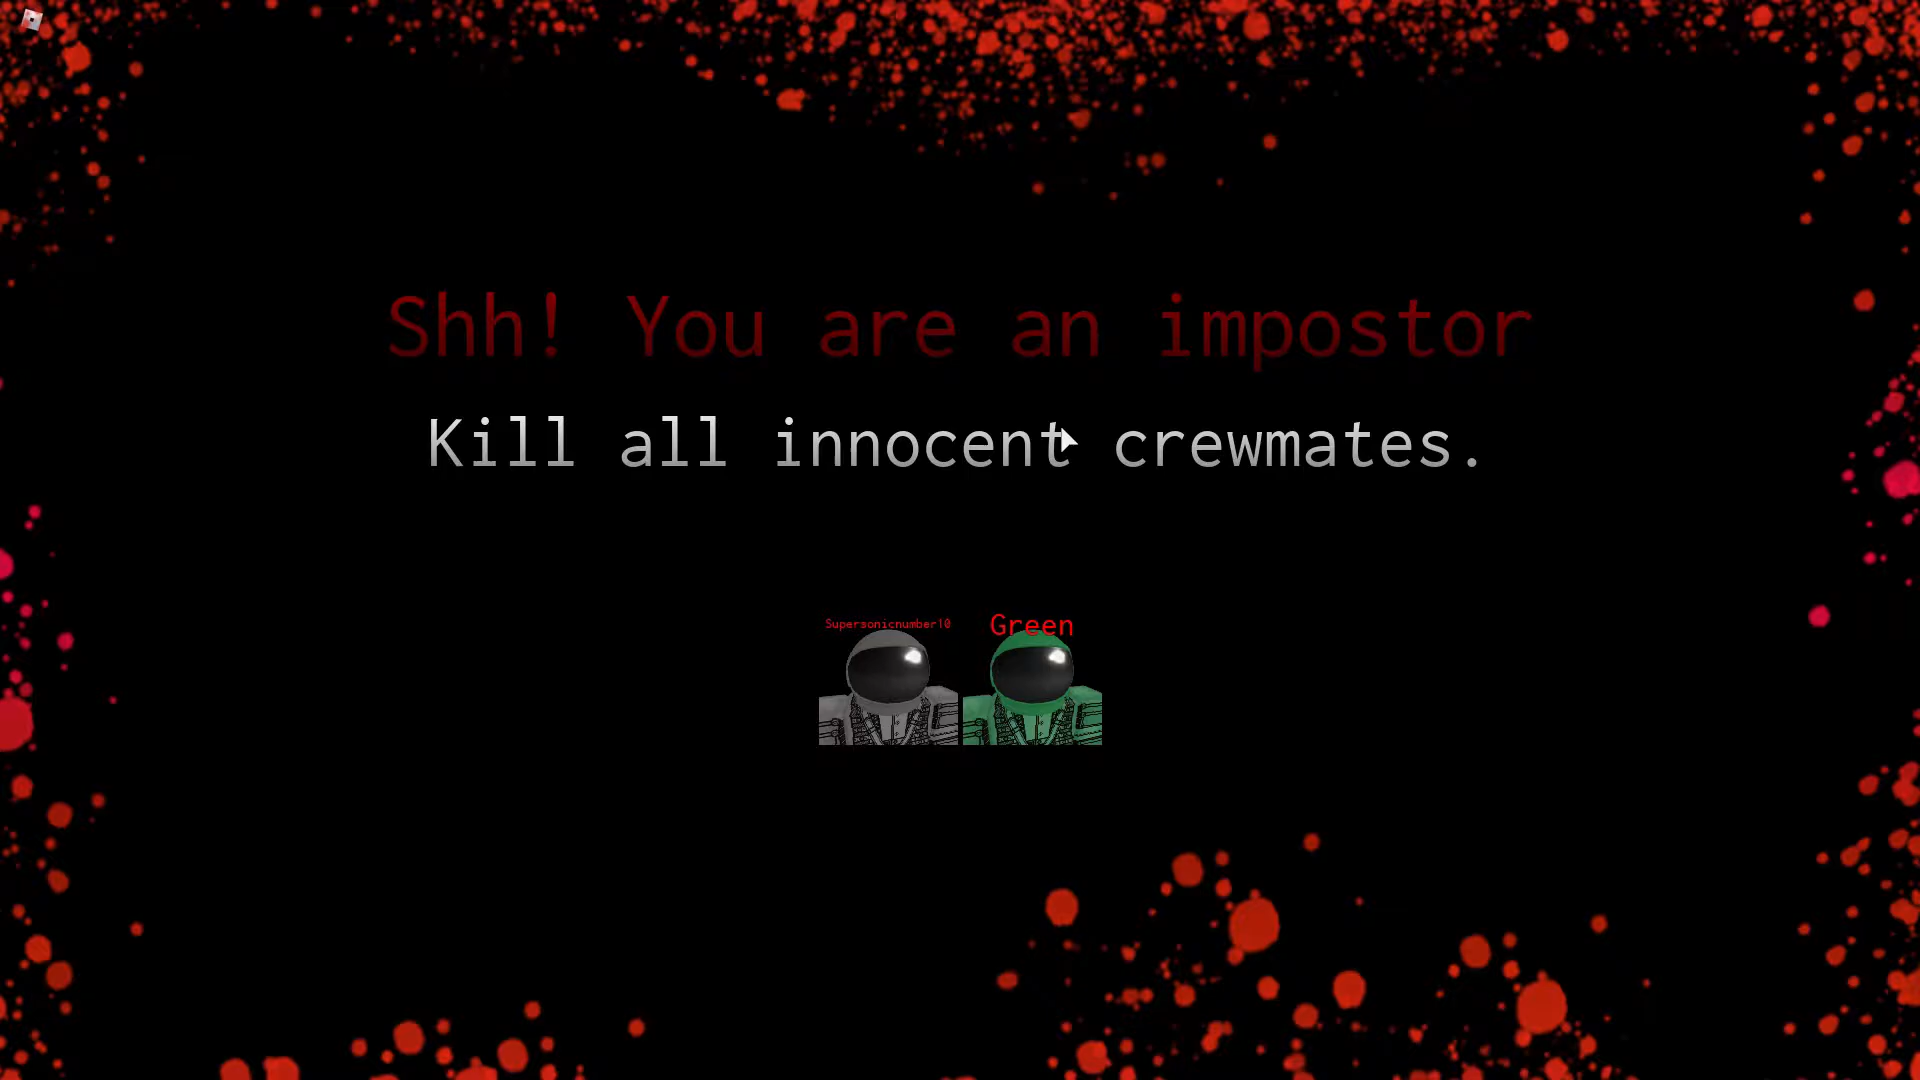 Shh! You are an impostor
Kill all innocent crewmates.
Supersonicnumber10
Green